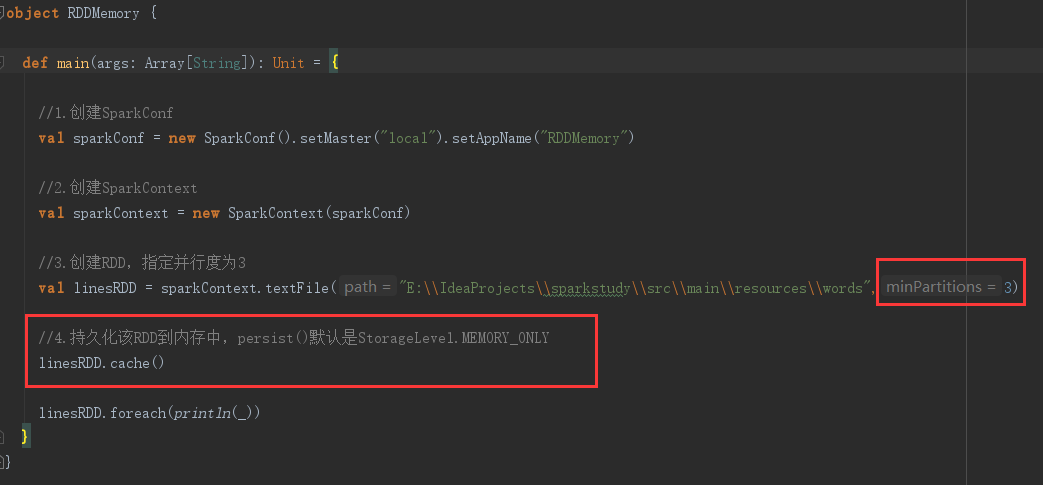 object RDDMemory {
def main(args: Array[String]): Unit = {
//1.创建SparkConf
val sparkConf = new SparkConf().setMaster("local").setAppName("RDDMemory")
//2.创建SparkContext
val sparkContext = new SparkContext(sparkConf)
//3.创建RDD，指定并行度为3
val linesRDD = sparkContext.textFile( path = "E:\\IdeaProjects\\sparkstudy\\src\\main\\resources\\words", minPartitions = 3)
//4.持久化该RDD到内存中，persist()默认是StorageLevel.MEMORY_ONLY
linesRDD.cache()
linesRDD.foreach(println(_))
}
}